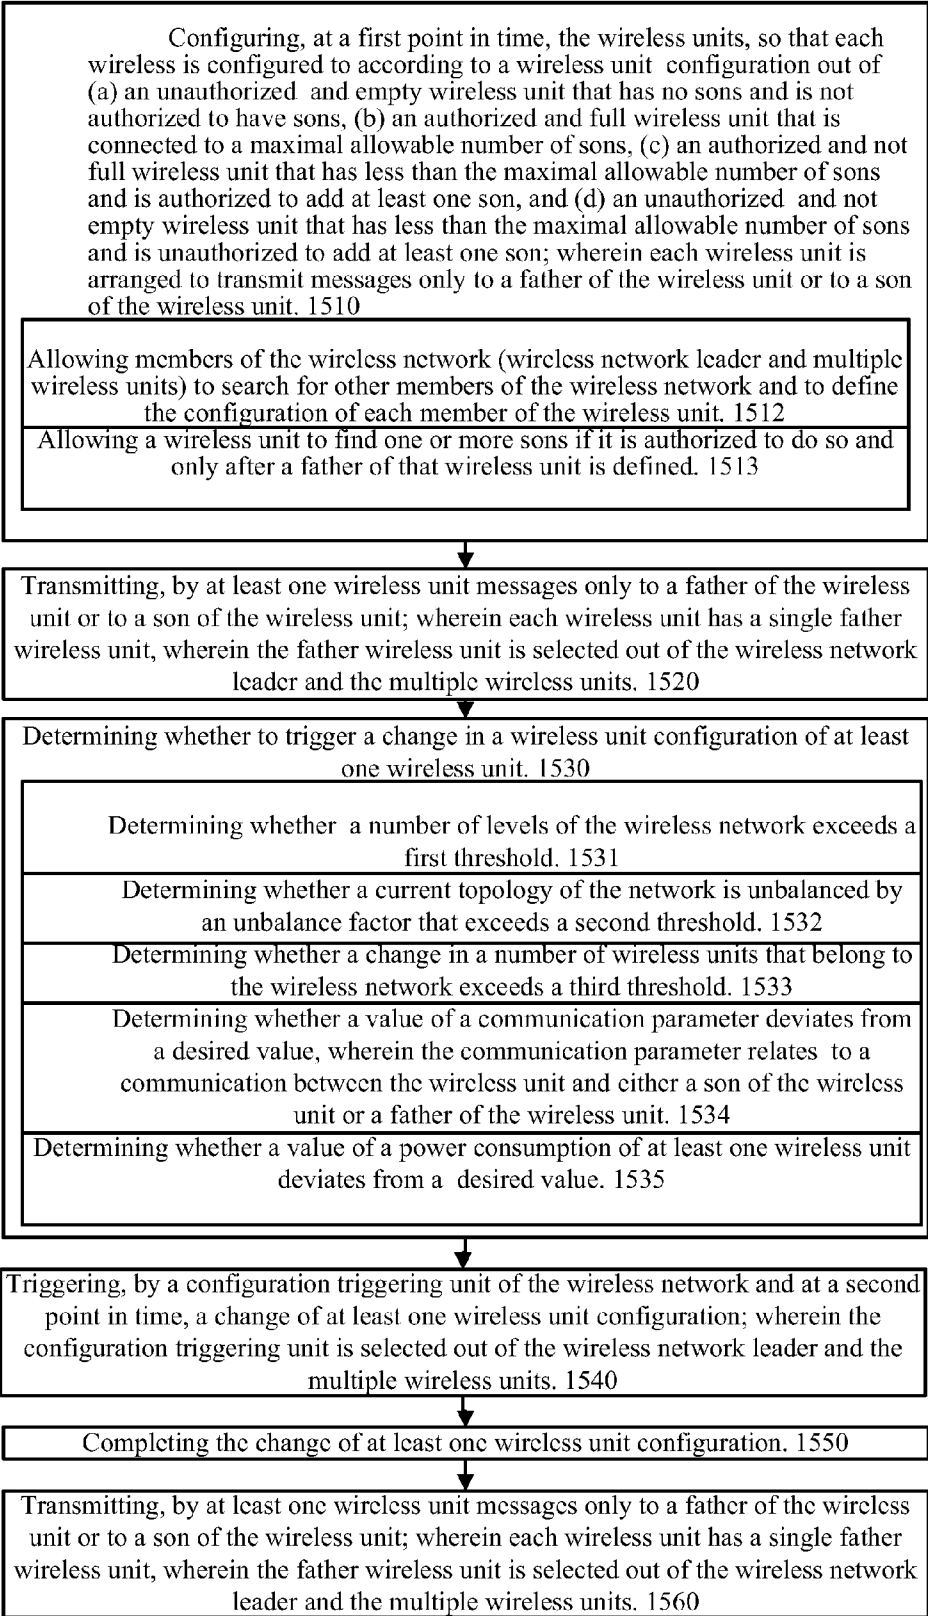 Configuring, at a first point in time, the wireless units, so that each
wireless is configured to according to a wireless unit configuration out of
(a) an unauthorized and empty wireless unit that has no sons and is not
authorized to have sons, (b) an authorized and full wireless unit that is
connected to a maximal allowable number of sons, (c) an authorized and not
full wireless unit that has less than the maximal allowable number of sons
and is authorized to add at least one son, and (d) an unauthorized and not
empty wireless unit that has less than the maximal allowable number of sons
and is unauthorized to add at least one son; wherein each wireless unit is
arranged to transmit messages only to a father of the wireless unit or to a son
of the wireless unit. 1510
Allowing members of the wireless network (wireless network leader and multiple
wireless units) to search for other members of the wireless network and to define
the configuration of each member of the wireless unit. 1512
Allowing a wireless unit to find one or more sons if it is authorized to do so and
only after a father of that wireless unit is defined. 1513
Transmitting, by at least one wireless unit messages only to a father of the wireless
unit or to a son of the wireless unit; wherein each wireless unit has a single father
wireless unit, wherein the father wireless unit is selected out of the wireless network
leader and the multiple wireless units. 1520
Determining whether to trigger a change in a wireless unit configuration of at least
one wireless unit. 1530
Determining whether a number of levels of the wireless network exceeds a
first threshold. 1531
Determining whether a current topology of the network is unbalanced by
an unbalance factor that exceeds a second threshold. 1532
Determining whether a change in a number of wireless units that belong to
the wireless network exceeds a third threshold. 1533
Determining whether a value of a communication parameter deviates from
a desired value, wherein the communication parameter relates to a
communication between the wireless unit and either a son of the wireless
unit or a father of the wireless unit. 1534
Determining whether a value of a power consumption of at least one wireless unit
deviates from a desired value. 1535
Triggering, by a configuration triggering unit of the wireless network and at a second
point in time, a change of at least one wireless unit configuration; wherein the
configuration triggering unit is selected out of the wireless network leader and the
multiple wireless units. 1540
Completing the change of at least one wireless unit configuration. 1550
Transmitting, by at least one wireless unit messages only to a father of the wireless
unit or to a son of the wireless unit; wherein each wireless unit has a single father
wireless unit, wherein the father wireless unit is selected out of the wireless network
leader and the multiple wireless units. 1560